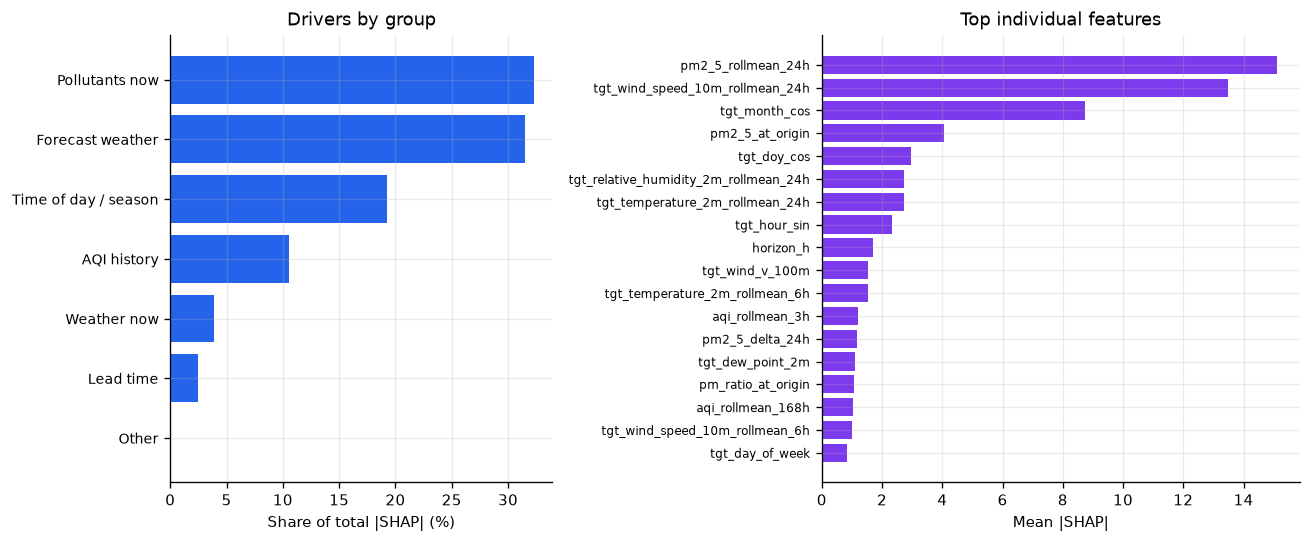 Drivers by group
Pollutants now
Forecast weather
Time of day / season
AQI history
Weather now
Lead time
Other
0 5 10 15 20 25 30
Share of total |SHAP| (%)
Top individual features
pm2_5_rollmean_24h
tgt_wind_speed_10m_rollmean_24h
tgt_month_cos
pm2_5_at_origin
tgt_doy_cos
tgt_relative_humidity_2m_rollmean_24h
tgt_temperature_2m_rollmean_24h
tgt_hour_sin
horizon_h
tgt_wind_v_100m
tgt_temperature_2m_rollmean_6h
aqi_rollmean_3h
pm2_5_delta_24h
tgt_dew_point_2m
pm_ratio_at_origin
aqi_rollmean_168h
tgt_wind_speed_10m_rollmean_6h
tgt_day_of_week
0 2 4 6 8 10 12 14
Mean |SHAP|